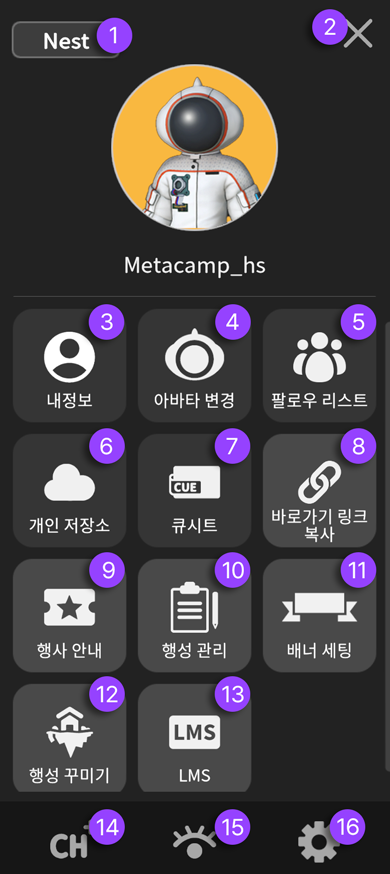 Nest 1
2
Metacamp_hs
3 4 5
내정보 아바타 변경 팔로우 리스트
6 7 8
CUE
개인 저장소 큐시트 바로가기 링크
복사
9 10 11
행사 안내 행성 관리 배너 세팅
12 13
LMS
행성 꾸미기 LMS
14 15 16
CH